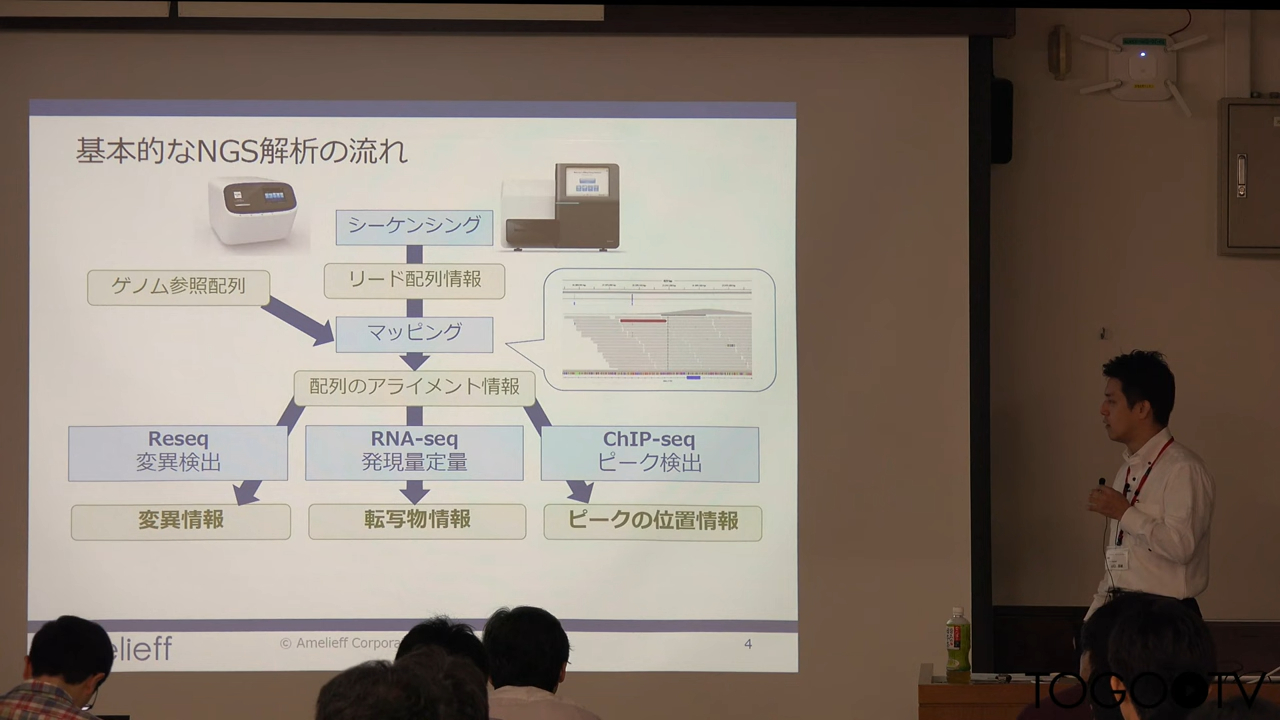 基本的なNGS解析の流れ
シーケンシング
ゲノム参照配列
リード配列情報
マッピング
配列のアライメント情報
Reseq
変異検出
RNA-seq
発現量定量
ChIP-seq
ピーク検出
変異情報
転写物情報
ピークの位置情報
elieff
© Amelieff Corpora
4
TOGOTV